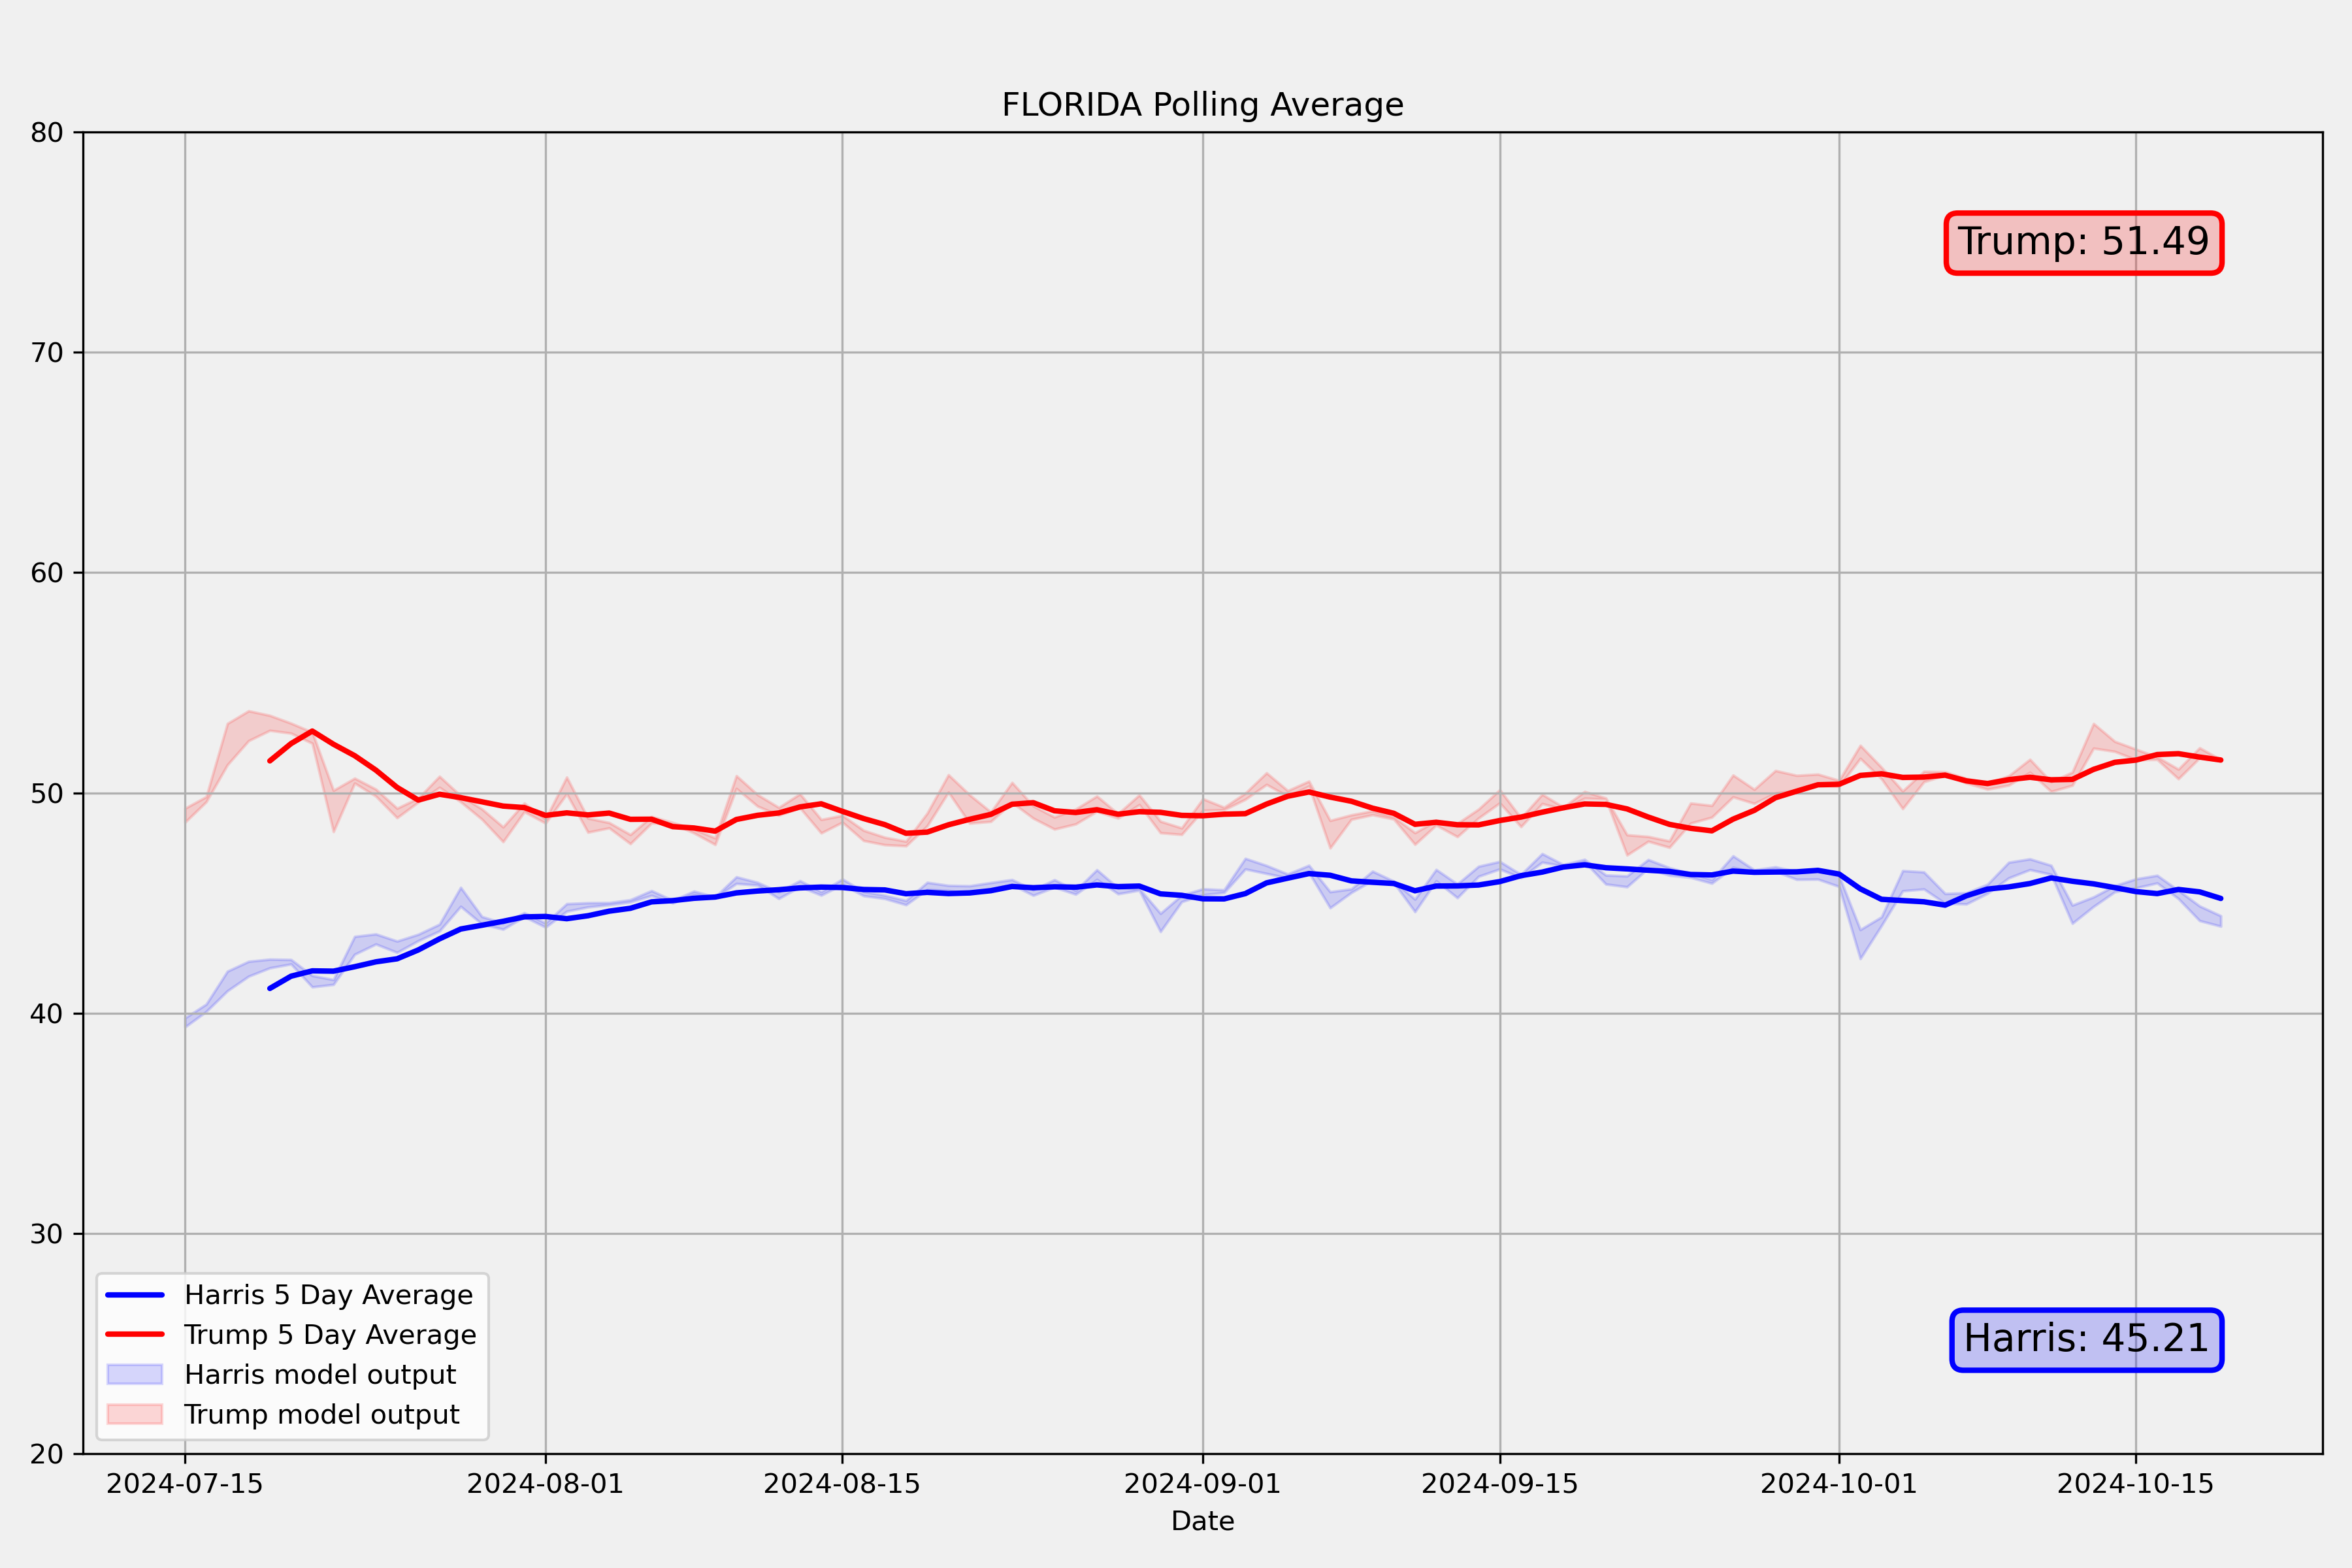 FLORIDA Polling Average
80
70
60
50
40
30
20
Trump: 51.49
Harris: 45.21
Harris 5 Day Average
Trump 5 Day Average
Harris model output
Trump model output
2024-07-15 2024-08-01 2024-08-15 2024-09-01 2024-09-15 2024-10-01 2024-10-15
Date